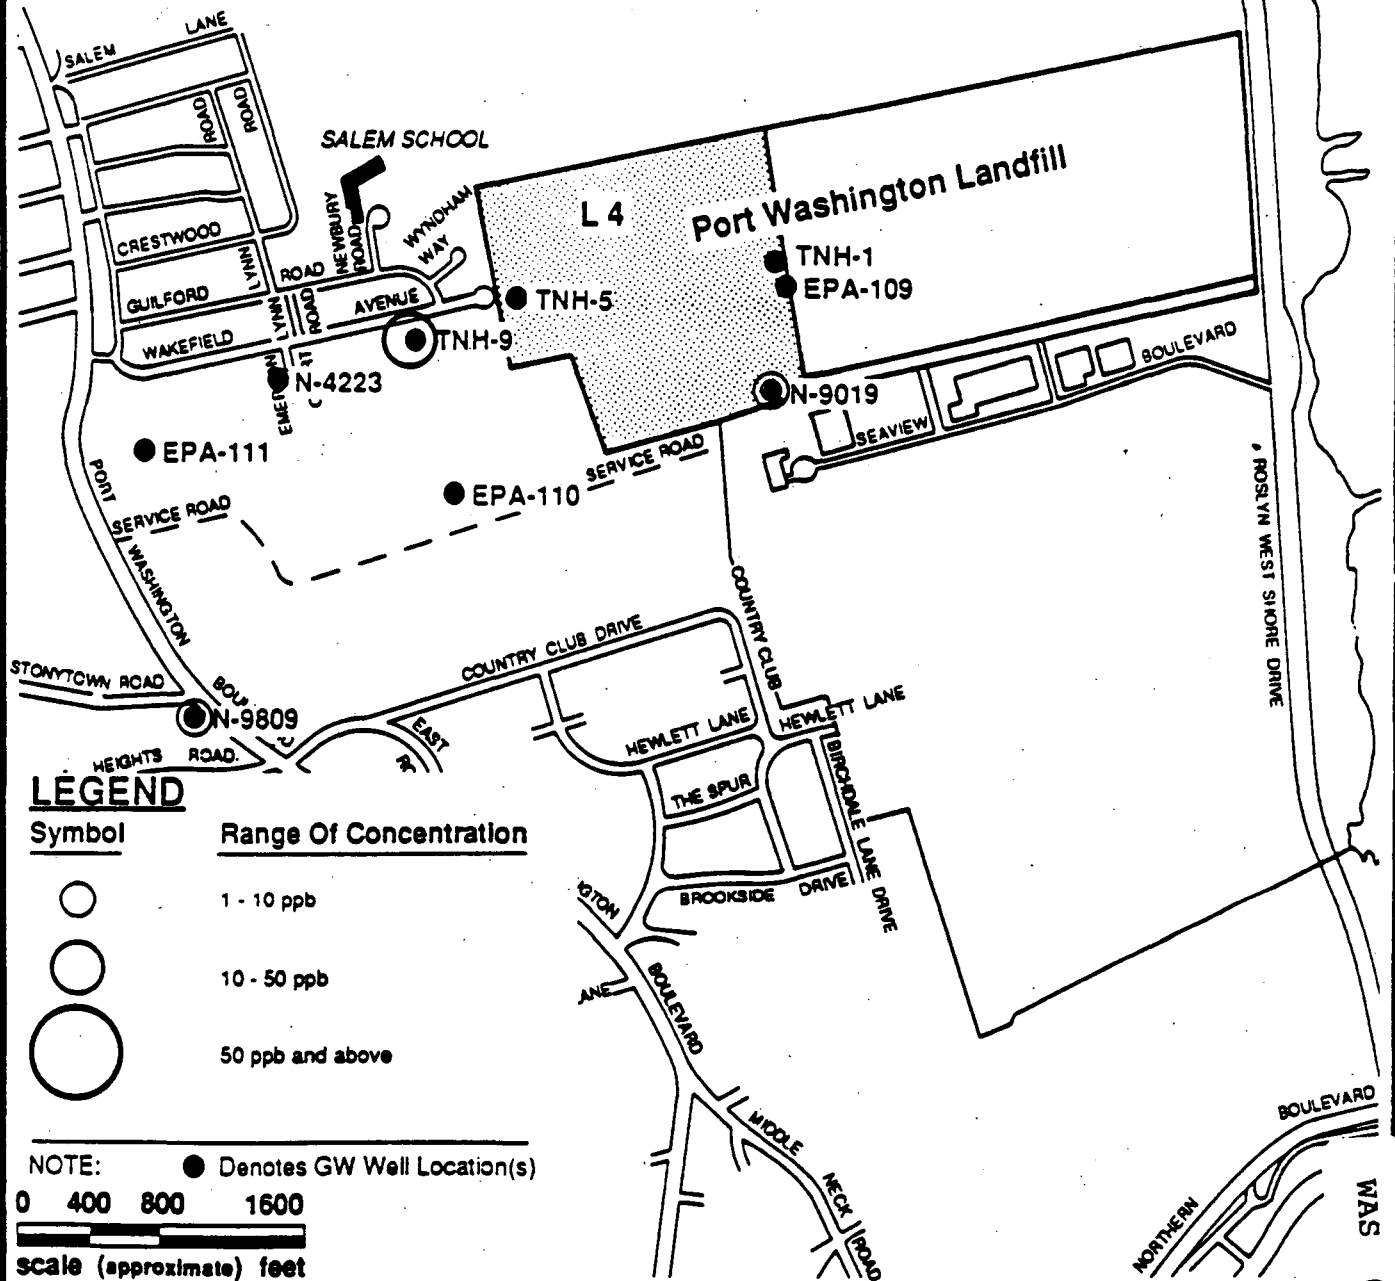 SALEM LANE
ROAD
ROAD
SALEM SCHOOL
CRESTWOOD
LYNN
NEWBURY
ROAD
WYNDHAM
WAY
L 4
Port Washington Landfill
TNH-1
EPA-109
GUILFORD
ROAD
AVENUE
TNH-5
WAKEFIELD
LYNN
ROAD
TNH-9
N-4223
N-9019
BOULEVARD
SEAVIEW
EPA-111
EPA-110
SERVICE ROAD
SERVICE ROAD
PORT
WASHINGTON
ROSLYN WEST SHORE DRIVE
COUNTRY CLUB
COUNTRY CLUB DRIVE
STONYTOWN ROAD
N-9809
HEIGHTS ROAD.
EAST
HEWLETT LANE
HEWLETT LANE
THE SPUR
BIRCHDALE LANE DRIVE
BROOKSIDE DRIVE
LEGEND
Symbol Range Of Concentration
1 - 10 ppb
10 - 50 ppb
50 ppb and above
NOTE: Denotes GW Well Location(s)
0 400 800 1600
scale (approximate) feet
IGTON
BOULEVARD
ANE
MIDDLE
NECK
ROAD
NORTHERN
BOULEVARD
WAS